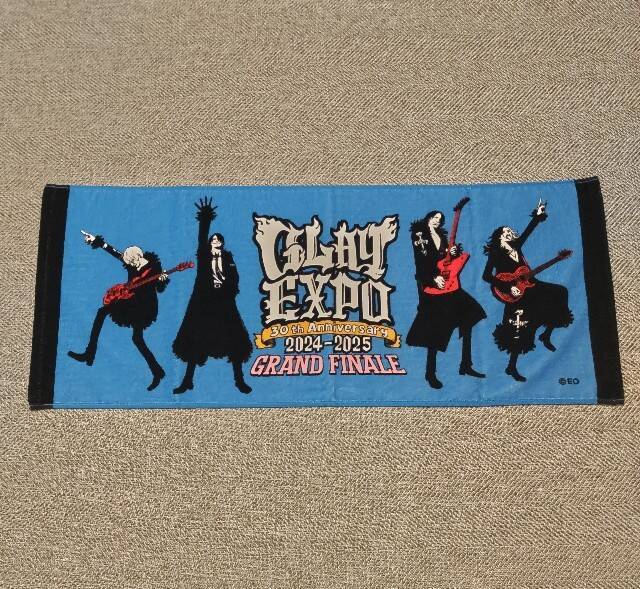 GLAY
EXPO
30th Anniversary
2024-2025
GRAND FINALE
©EO